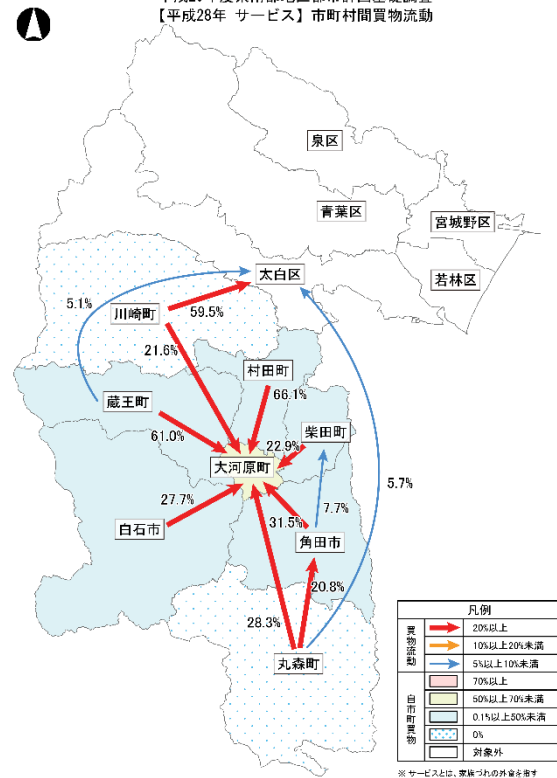 【平成28年 サービス】市町村間買物流動
泉区
青葉区
宮城野区
太白区
若林区
5.1%
川崎町
59.5%
21.6%
村田町
蔵王町
66.1%
柴田町
61.0%
22.9%
大河原町
5.7%
27.7%
7.7%
白石市
31.5%
角田市
20.8%
28.3%
丸森町
凡例
買物流動
20%以上
10%以上20%未満
5%以上10%未満
自市町村買物
70%以上
50%以上70%未満
0.1%以上50%未満
0%
対象外
※ サービスとは、家族づれの外食を指す